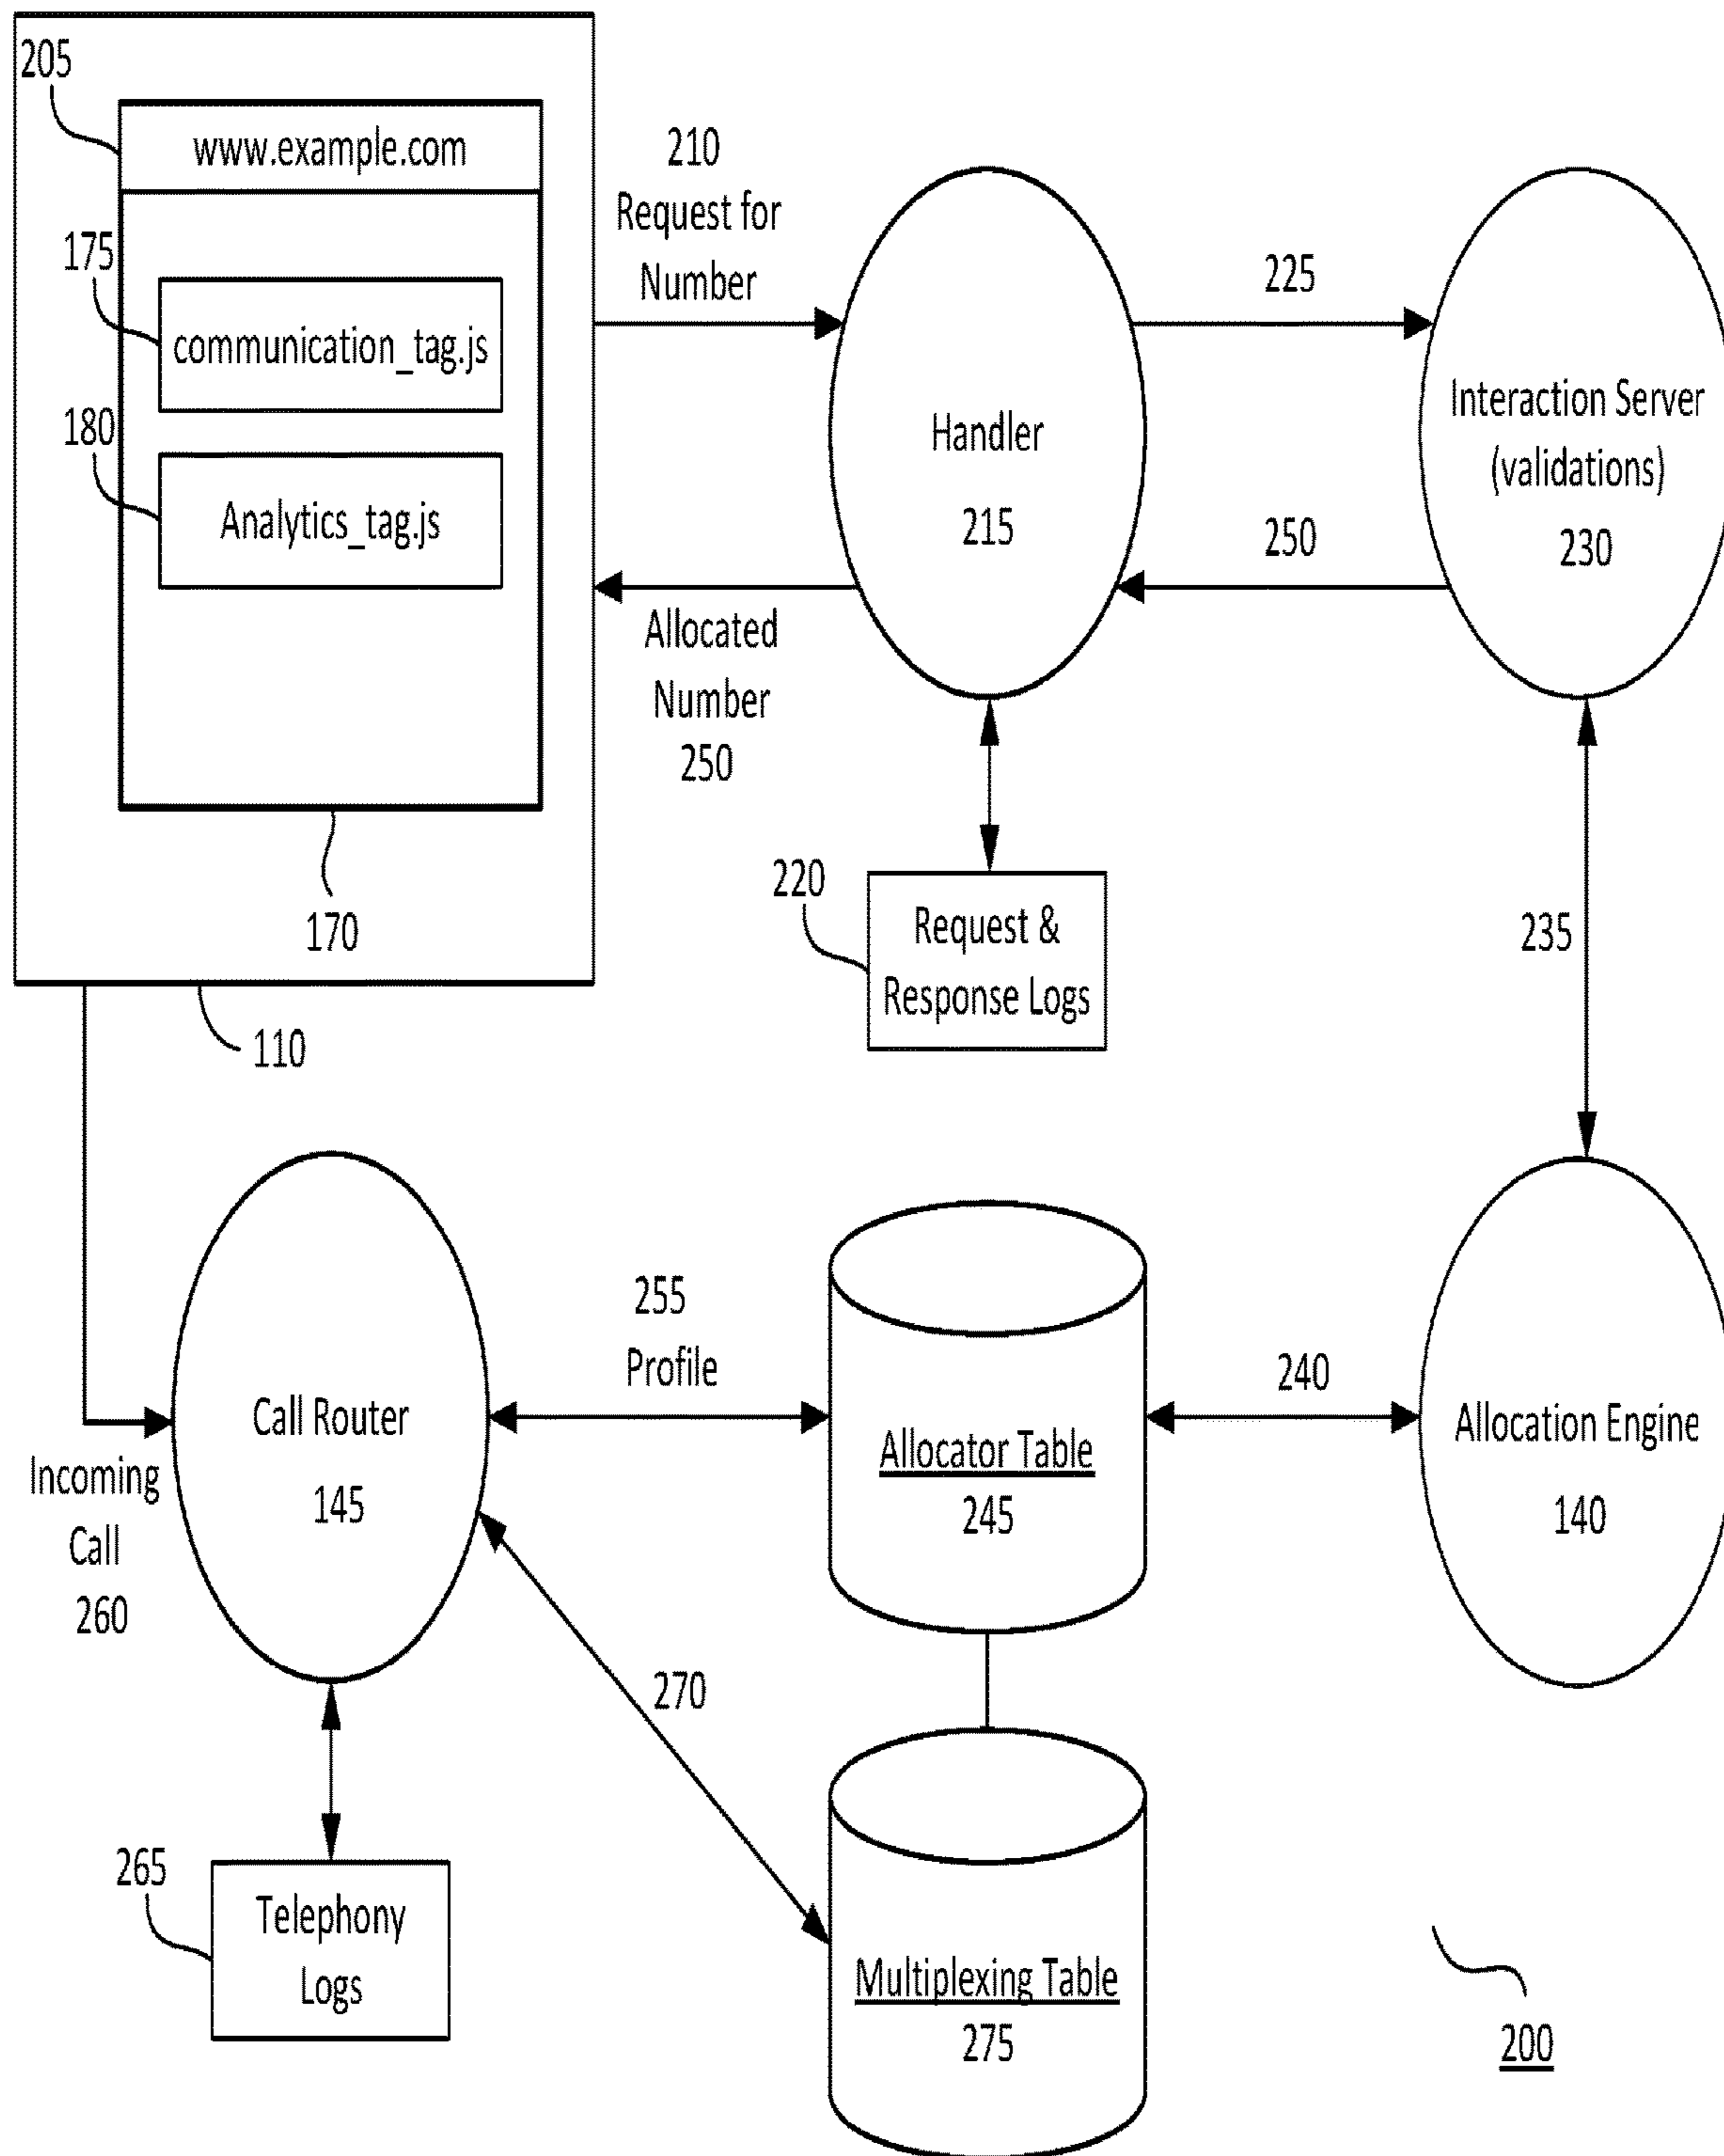 205
www.example.com
175
communication_tag.js
180
Analytics_tag.js
170
110
210
Request for
Number
Handler
215
225
Interaction Server
(validations)
230
250
Allocated
Number
250
220
Request &
Response Logs
235
Call Router
145
255
Profile
Allocator Table
245
240
Allocation Engine
140
Incoming
Call
260
270
265
Telephony
Logs
Multiplexing Table
275
200